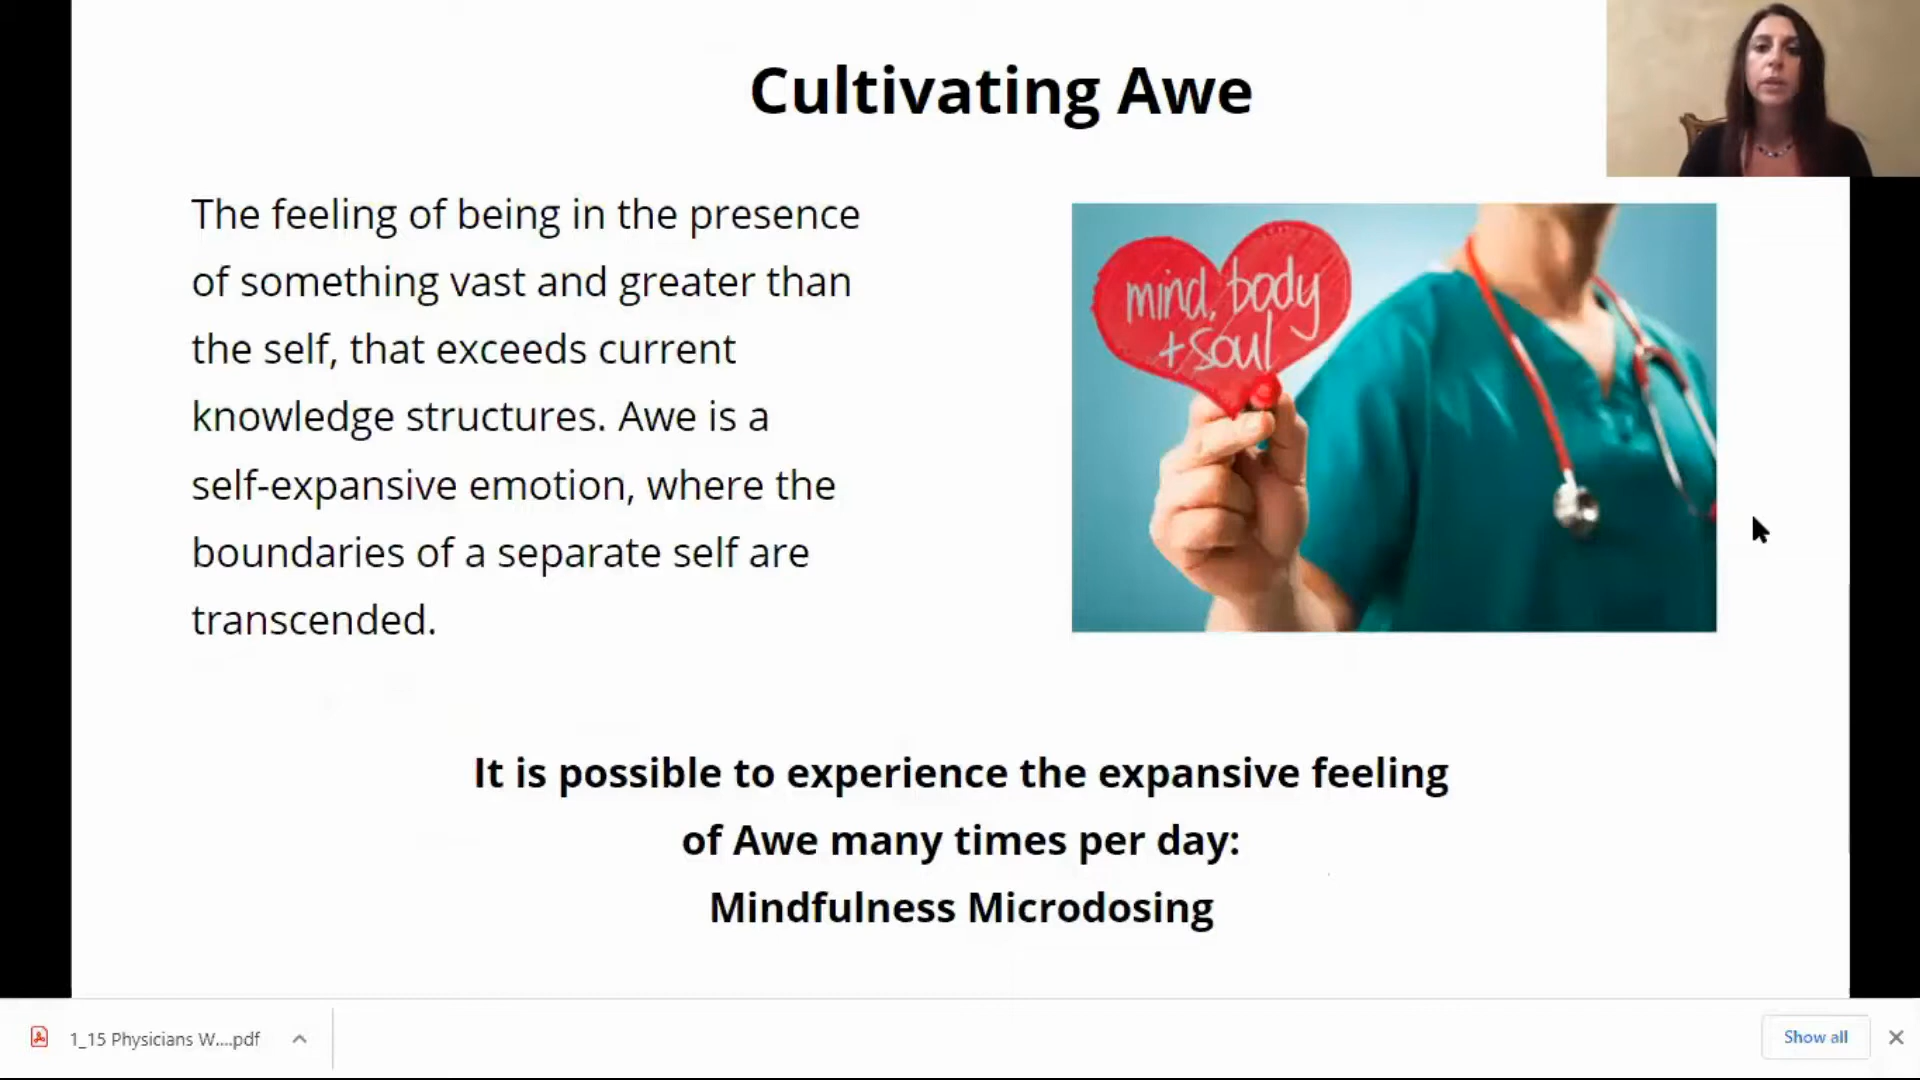 Cultivating Awe
The feeling of being in the presence
of something vast and greater than
the self, that exceeds current
knowledge structures. Awe is a
self-expansive emotion, where the
boundaries of a separate self are
transcended.
mind, body
+soul
It is possible to experience the expansive feeling
of Awe many times per day:
Mindfulness Microdosing
1_15 Physicians W....pdf
Show all